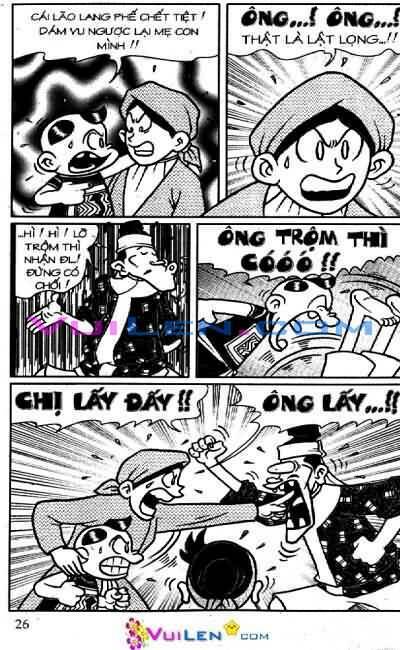 CÁI LÃO LANG PHẾ CHẾT TIỆT!
DÁM VU NGƯỢC LẠI MẸ CON
MÌNH!!
ÔNG...! ÔNG...!
THẬT LÀ LẬT LỌNG...!!
..HÌ! HÌ! LỠ
TRỘM THÌ
NHẬN ĐI..!
ĐỪNG CÓ
CHỐI!
ÔNG TRỘM THÌ
CÓÓÓ!!
VUILEN.COM
CHỊ LẤY ĐẤY!!
ÔNG LẤY...!!
26
VUILEN.COM